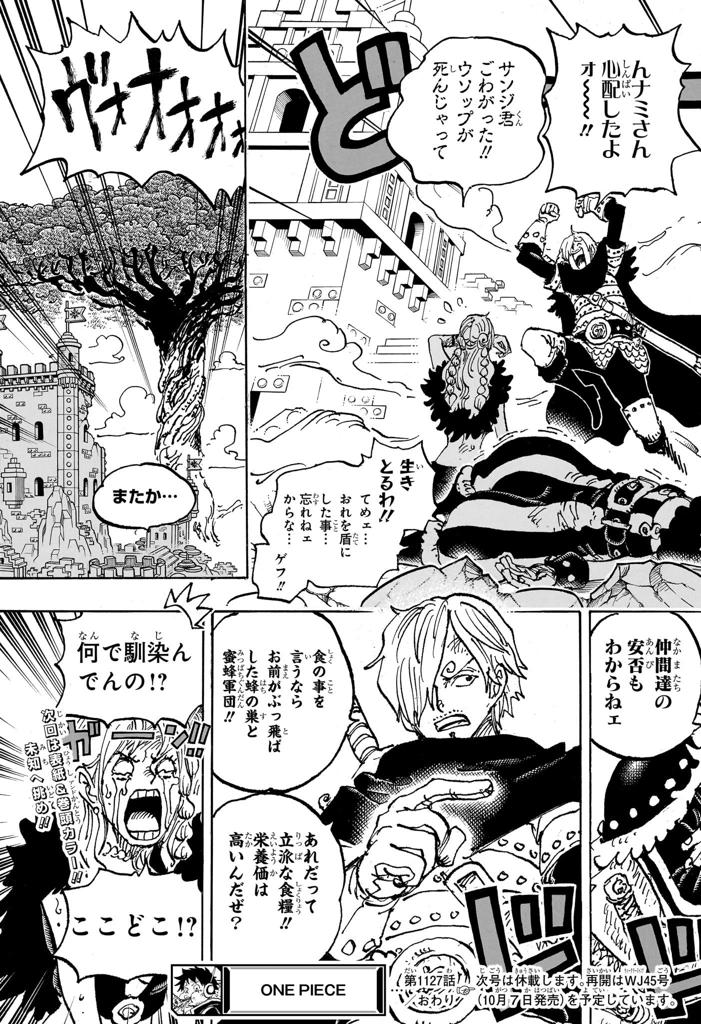 んナミさん
心配したよ
オ〜〜〜!!
サンジ君
ごわがった!!
ウソップが
死んじゃって
ど
生き
とるわ!!
てめェ…
おれを盾に
した事…
忘れねェ
からな…
ゲフ!!
ヴォオオオオ
またか…
仲間達の
安否も
わからねェ
ド
ド
食の事を
言うなら
お前がぶっ飛ば
した蜂の巣と
蜜蜂軍団!!
あれだって
立派な食糧!!
栄養価は
高いんだぜ?
何で馴染ん
でんの!?
ガーーン!!
ここどこ!?
次回は表紙&巻頭カラー!!
未知へ挑め!!
ONE PIECE
第1127話
おわり
次号は休載します。再開はWJ45号
(10月7日発売)を予定しています。